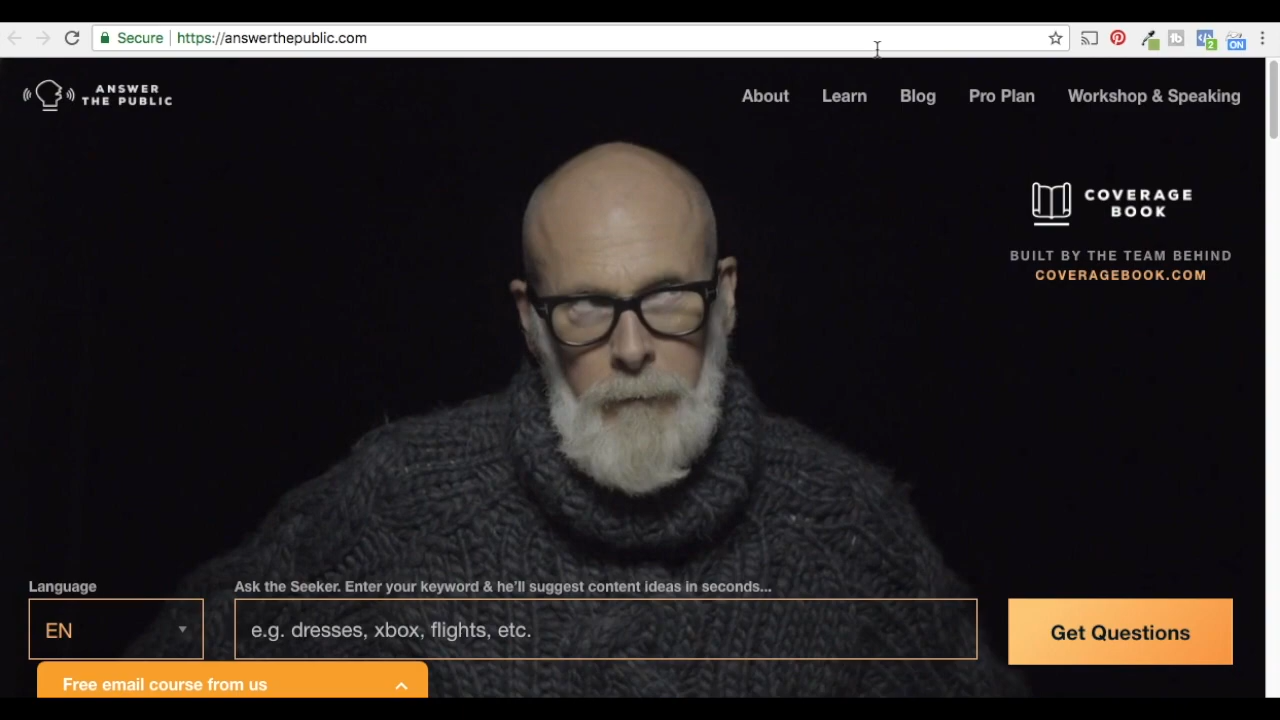 Secure https://answerthepublic.com
2
ON
ANSWER
THE PUBLIC
About Learn Blog Pro Plan Workshop & Speaking
COVERAGE
BOOK
BUILT BY THE TEAM BEHIND
COVERAGEBOOK.COM
Language
Ask the Seeker. Enter your keyword & he'll suggest content ideas in seconds...
EN
e.g. dresses, xbox, flights, etc.
Get Questions
Free email course from us